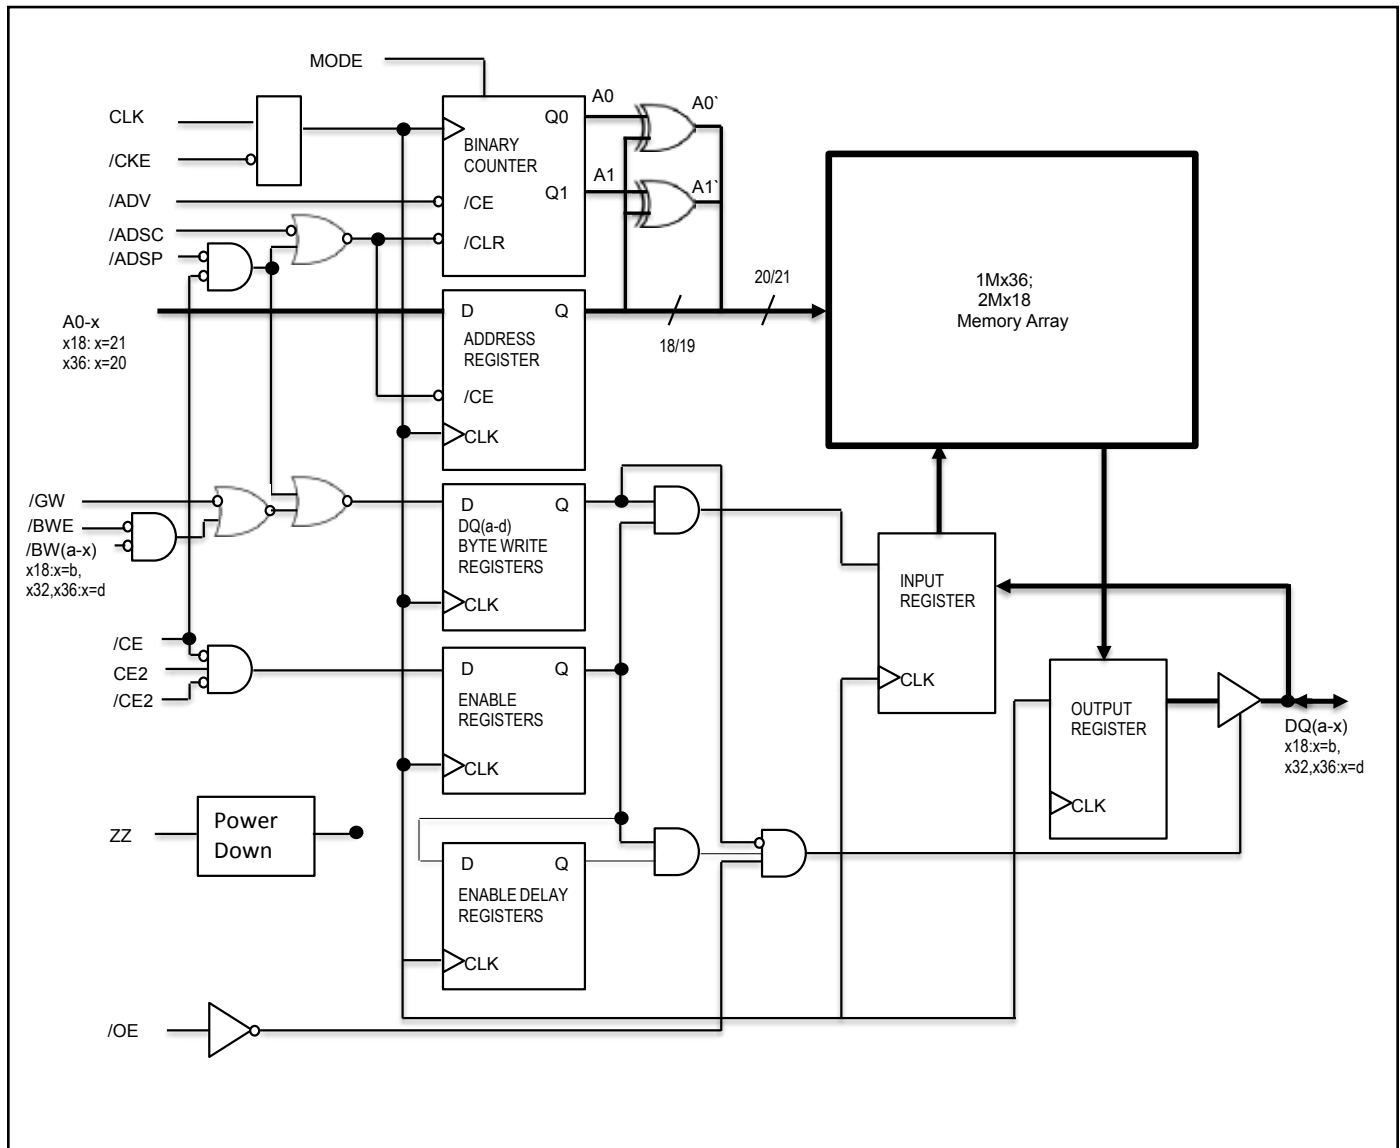 MODE
CLK
/CKE
/ADV
/ADSC
/ADSP
A0-x
x18: x=21
x36: x=20
/GW
/BWE
/BW(a-x)
x18:x=b,
x32,x36:x=d
/CE
CE2
/CE2
ZZ
Power
Down
/OE
Q0
BINARY
COUNTER
Q1
/CE
/CLR
A0
A0`
A1
A1`
D
Q
ADDRESS
REGISTER
/CE
CLK
18/19
20/21
1Mx36;
2Mx18
Memory Array
D
Q
DQ(a-d)
BYTE WRITE
REGISTERS
CLK
D
Q
ENABLE
REGISTERS
CLK
D
Q
ENABLE DELAY
REGISTERS
CLK
INPUT
REGISTER
CLK
OUTPUT
REGISTER
CLK
DQ(a-x)
x18:x=b,
x32,x36:x=d